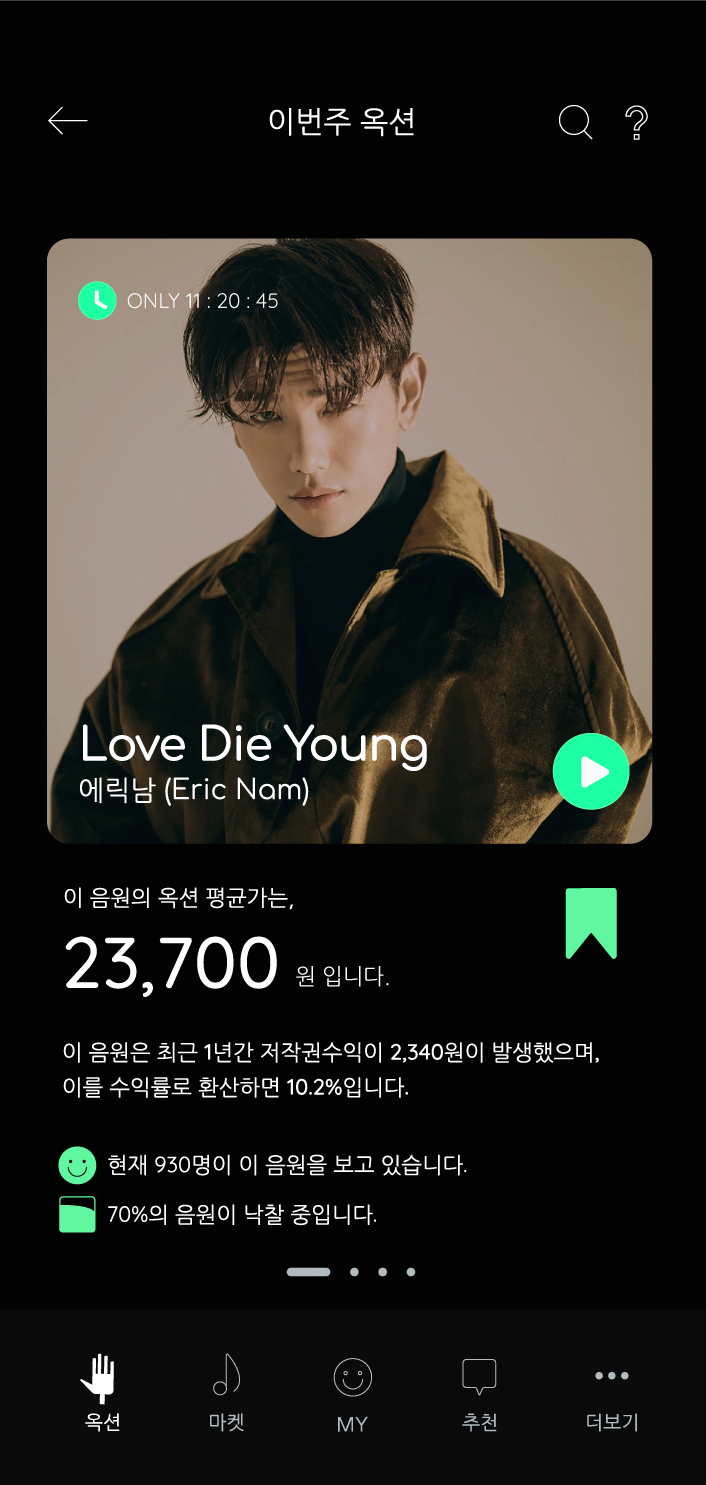 이번주 옥션
ONLY 11 : 20 : 45
Love Die Young
에릭남 (Eric Nam)
이 음원의 옥션 평균가는,
23,700 원 입니다.
이 음원은 최근 1년간 저작권수익이 2,340원이 발생했으며,
이를 수익률로 환산하면 10.2%입니다.
현재 930명이 이 음원을 보고 있습니다.
70%의 음원이 낙찰 중입니다.
옥션 마켓 MY 추천 더보기